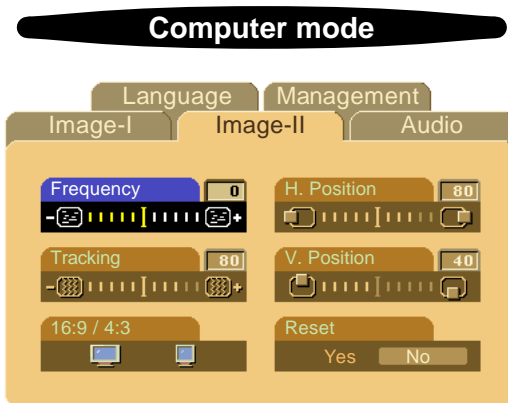 Computer mode
Language Management
Image-I Image-II Audio
Frequency 0 H. Position 80
- +
Tracking 80 V. Position 40
- +
16:9 / 4:3 Reset
Yes No